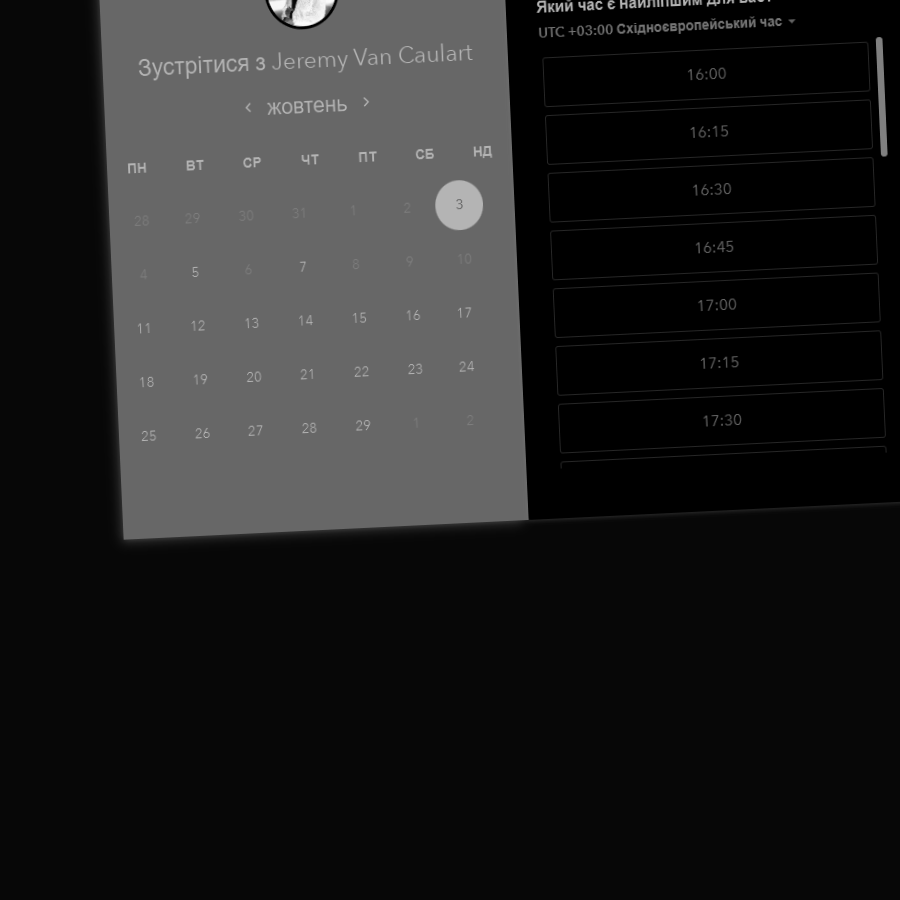 Зустрітися з Jeremy Van Caulart
‹ жовтень ›
ПН ВТ СР ЧТ ПТ СБ НД
28 29 30 31 1 2 3
4 5 6 7 8 9 10
11 12 13 14 15 16 17
18 19 20 21 22 23 24
25 26 27 28 29 1 2
Який час є найліпшим для вас?
UTC +03:00 Східноєвропейський час
16:00
16:15
16:30
16:45
17:00
17:15
17:30